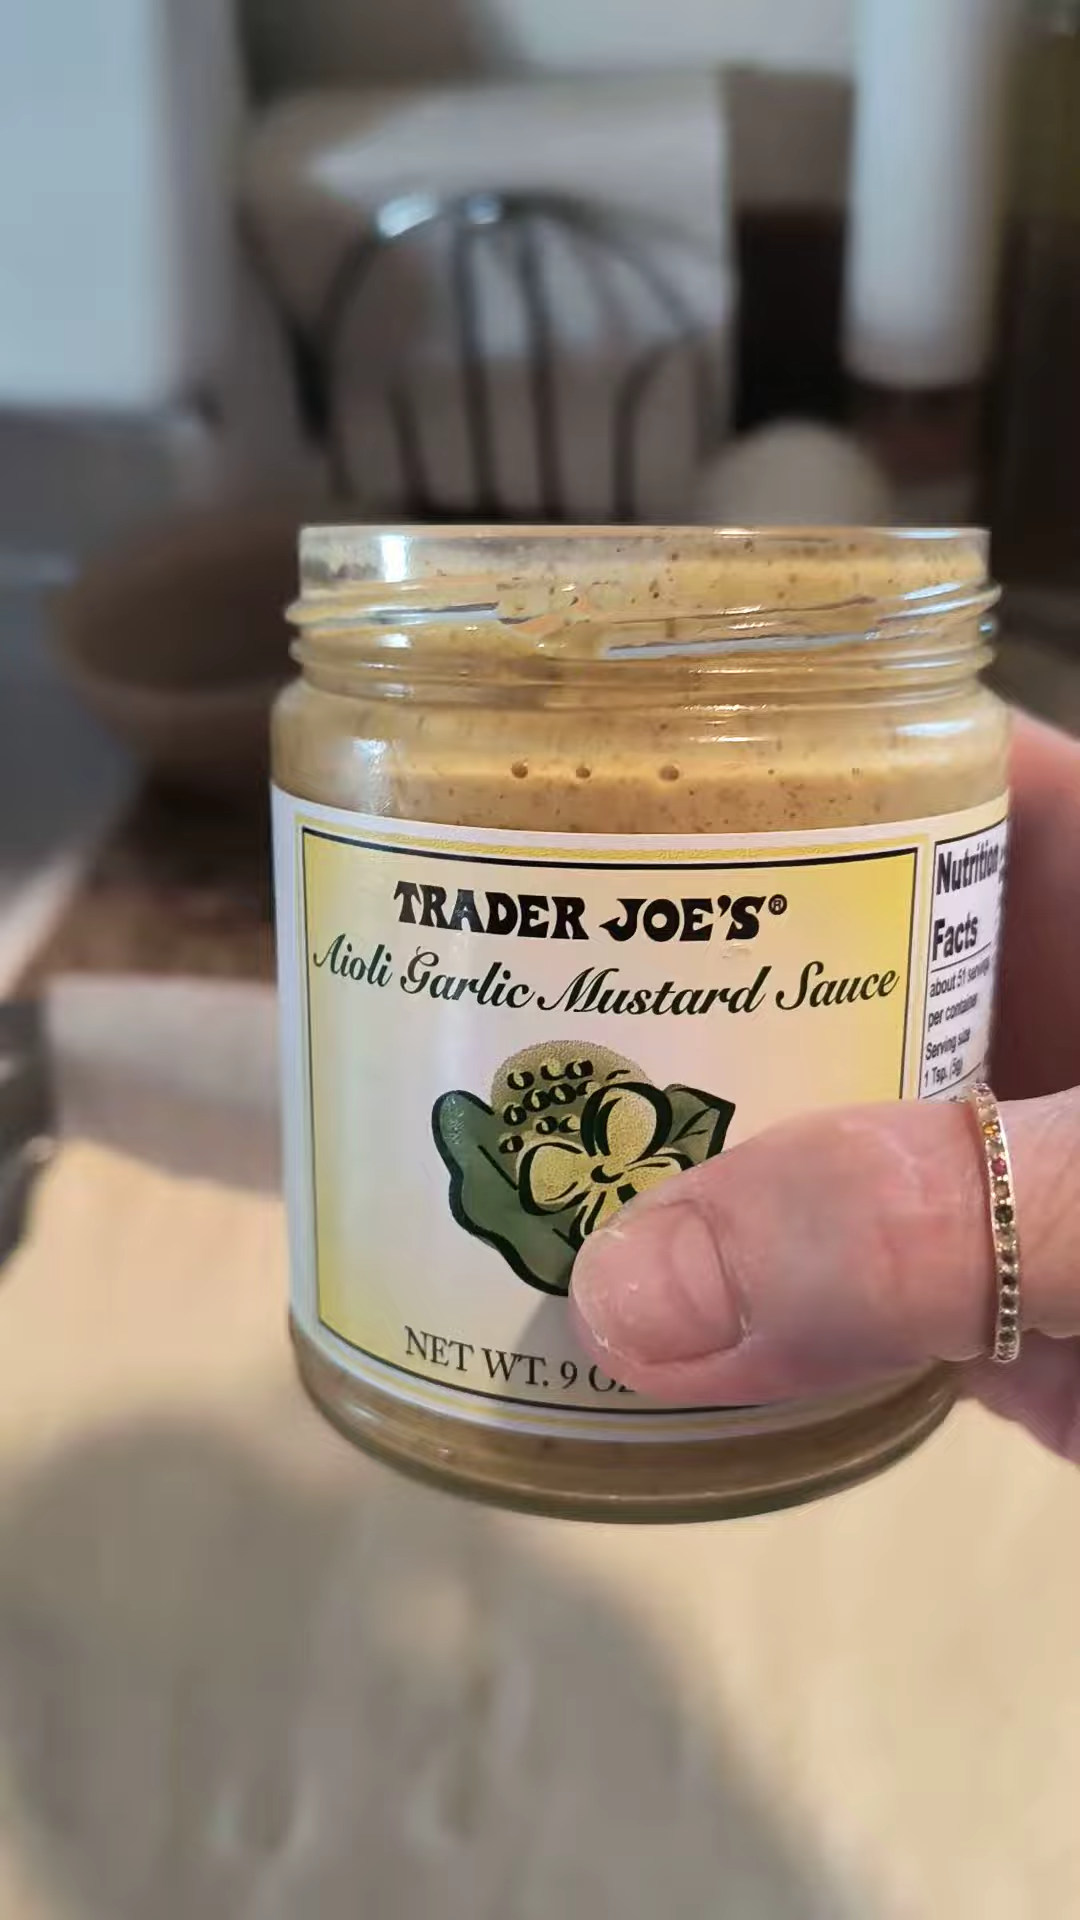 TRADER JOE'S®
Aioli Garlic Mustard Sauce
NET WT. 9 OZ
Nutrition
Facts
about 51 servings
per container
Serving size
1 Tsp. (5g)